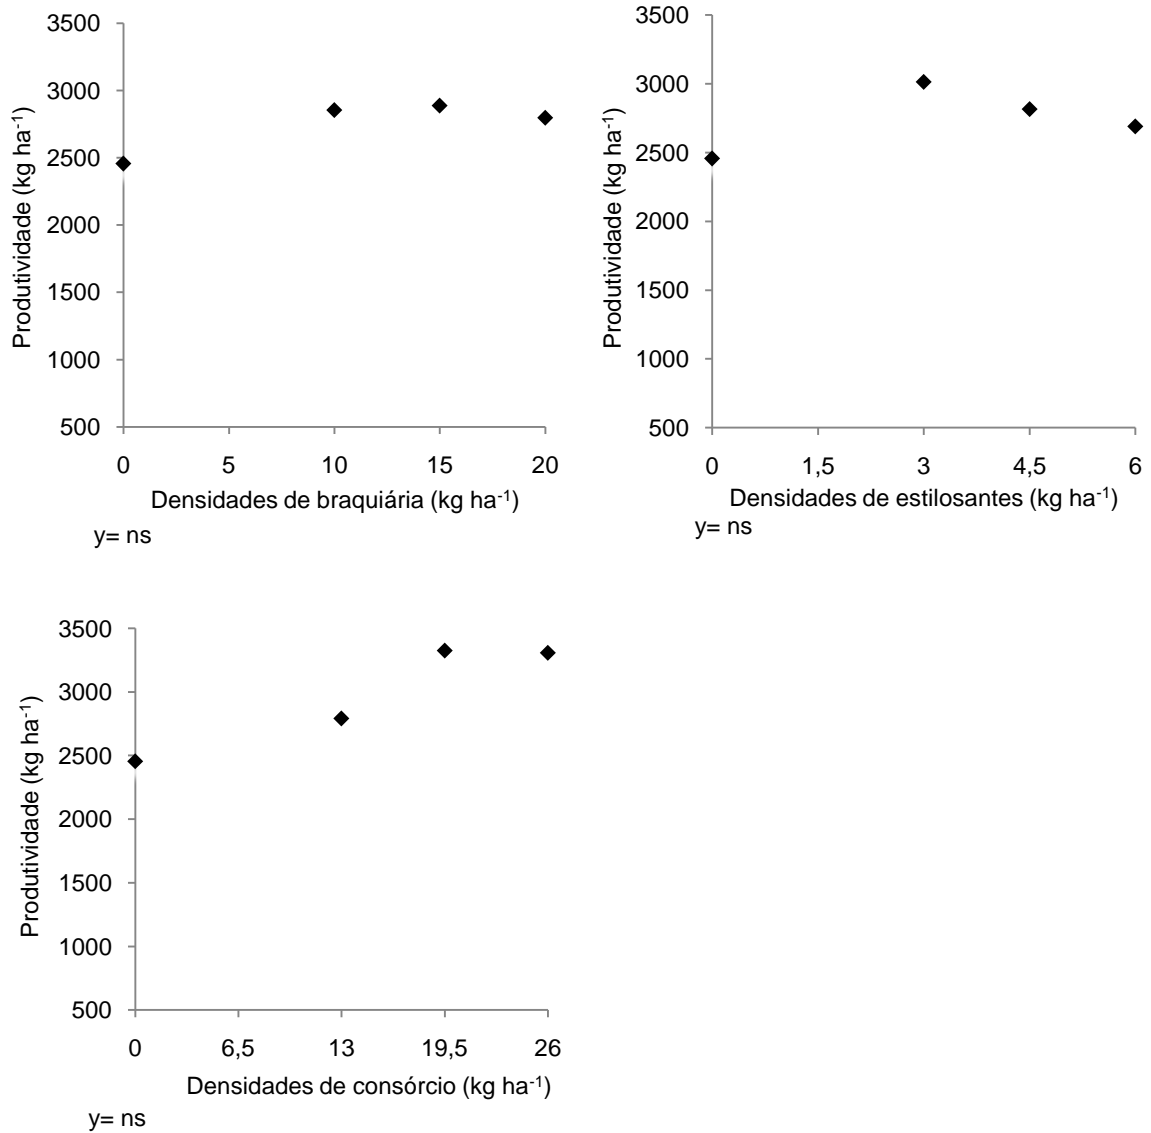 3500
3000
2500
2000
1500
1000
500
Produtividade (kg ha⁻¹)
0 5 10 15 20
Densidades de braquiária (kg ha⁻¹)
y= ns
3500
3000
2500
2000
1500
1000
500
Produtividade (kg ha⁻¹)
0 1,5 3 4,5 6
Densidades de estilosantes (kg ha⁻¹)
y= ns
3500
3000
2500
2000
1500
1000
500
Produtividade (kg ha⁻¹)
0 6,5 13 19,5 26
Densidades de consórcio (kg ha⁻¹)
y= ns